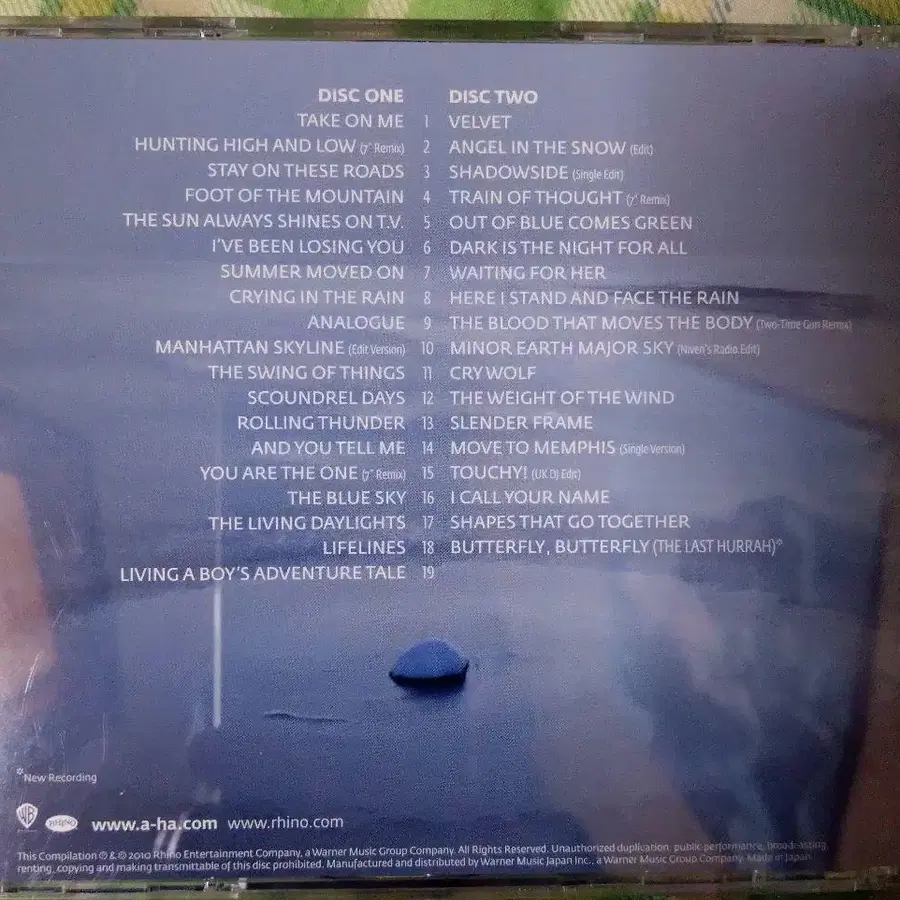 DISC ONE DISC TWO
TAKE ON ME 1 VELVET
HUNTING HIGH AND LOW (7" Remix) 2 ANGEL IN THE SNOW (Edit)
STAY ON THESE ROADS 3 SHADOWSIDE (Single Edit)
FOOT OF THE MOUNTAIN 4 TRAIN OF THOUGHT (7" Remix)
THE SUN ALWAYS SHINES ON T.V. 5 OUT OF BLUE COMES GREEN
I'VE BEEN LOSING YOU 6 DARK IS THE NIGHT FOR ALL
SUMMER MOVED ON 7 WAITING FOR HER
CRYING IN THE RAIN 8 HERE I STAND AND FACE THE RAIN
ANALOGUE 9 THE BLOOD THAT MOVES THE BODY (Two-Time Gun Remix)
MANHATTAN SKYLINE (Edit Version) 10 MINOR EARTH MAJOR SKY (Niven's Radio Edit)
THE SWING OF THINGS 11 CRY WOLF
SCOUNDREL DAYS 12 THE WEIGHT OF THE WIND
ROLLING THUNDER 13 SLENDER FRAME
AND YOU TELL ME 14 MOVE TO MEMPHIS (Single Version)
YOU ARE THE ONE (7" Remix) 15 TOUCHY! (UK DJ Edit)
THE BLUE SKY 16 I CALL YOUR NAME
THE LIVING DAYLIGHTS 17 SHAPES THAT GO TOGETHER
LIFELINES 18 BUTTERFLY, BUTTERFLY (THE LAST HURRAH)*
LIVING A BOY'S ADVENTURE TALE 19
*New Recording
WB RHINO www.a-ha.com www.rhino.com
This Compilation ℗ & © 2010 Rhino Entertainment Company, a Warner Music Group Company. All Rights Reserved. Unauthorized duplication, public performance, broadcasting,
renting, copying and making transmittable of this disc prohibited. Manufactured and distributed by Warner Music Japan Inc., a Warner Music Group Company. Made in Japan.